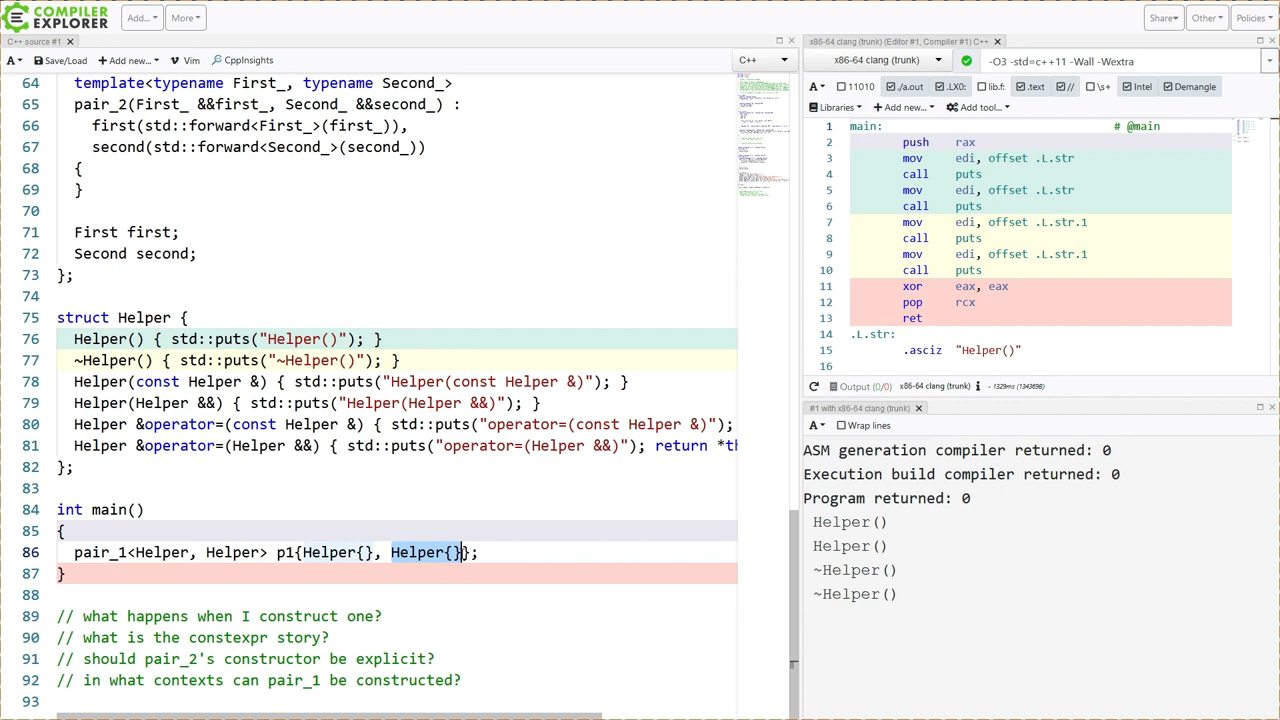 COMPILER
EXPLORER
Add...
More
Share
Other
Policies
C++ source #1
A
Save/Load
Add new...
Vim
CppInsights
C++
64 template<typename First_, typename Second_>
65 pair_2(First_ &&first_, Second_ &&second_) :
66 first(std::forward<First_>(first_)),
67 second(std::forward<Second_>(second_))
68 {
69 }
70
71 First first;
72 Second second;
73 };
74
75 struct Helper {
76 Helper() { std::puts("Helper()"); }
77 ~Helper() { std::puts("~Helper()"); }
78 Helper(const Helper &) { std::puts("Helper(const Helper &)"); }
79 Helper(Helper &&) { std::puts("Helper(Helper &&)"); }
80 Helper &operator=(const Helper &) { std::puts("operator=(const Helper &)");
81 Helper &operator=(Helper &&) { std::puts("operator=(Helper &&)"); return *th
82 };
83
84 int main()
85 {
86 pair_1<Helper, Helper> p1{Helper{}, Helper{}};
87 }
88
89 // what happens when I construct one?
90 // what is the constexpr story?
91 // should pair_2's constructor be explicit?
92 // in what contexts can pair_1 be constructed?
93
x86-64 clang (trunk) (Editor #1, Compiler #1) C++
x86-64 clang (trunk)
-O3 -std=c++11 -Wall -Wextra
A
11010
./a.out
.LX0:
lib.f:
.text
//
\s+
Intel
Demangle
Libraries
Add new...
Add tool...
1 main: # @main
2 push rax
3 mov edi, offset .L.str
4 call puts
5 mov edi, offset .L.str
6 call puts
7 mov edi, offset .L.str.1
8 call puts
9 mov edi, offset .L.str.1
10 call puts
11 xor eax, eax
12 pop rcx
13 ret
14 .L.str:
15 .asciz "Helper()"
16
Output (0/0) x86-64 clang (trunk) i - 1329ms (134369B)
#1 with x86-64 clang (trunk)
A
Wrap lines
ASM generation compiler returned: 0
Execution build compiler returned: 0
Program returned: 0
Helper()
Helper()
~Helper()
~Helper()